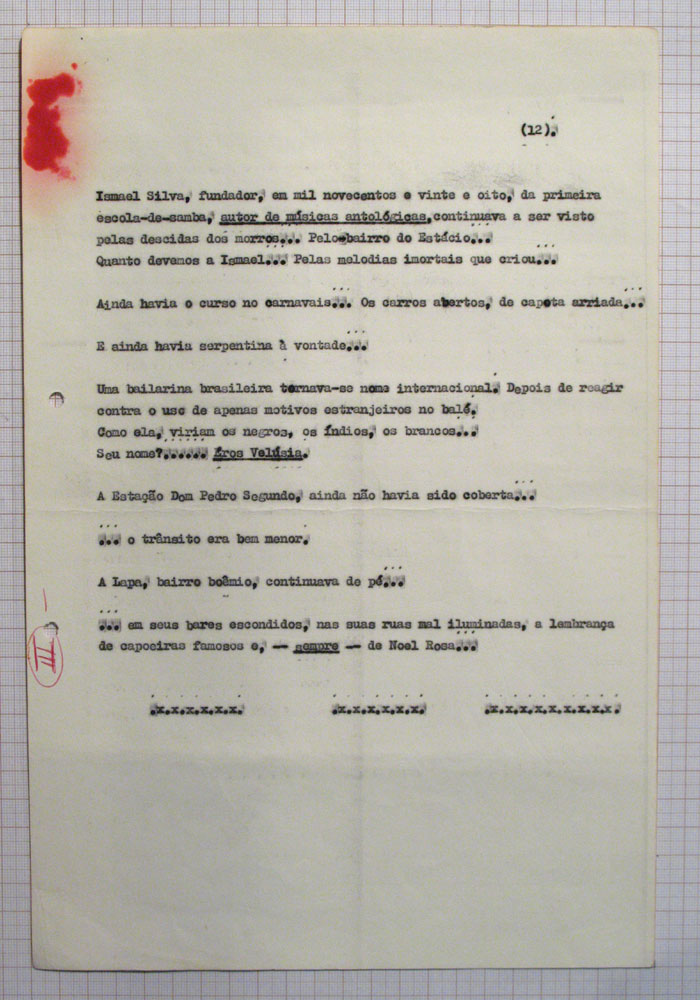 (12).
Ismael Silva, fundador, em mil novecentos e vinte e oito, da primeira
escola-de-samba, autor de músicas antológicas, continuava a ser visto
pelas descidas dos morros... Pelo bairro do Estácio...
Quanto devemos a Ismael... Pelas melodias imortais que criou...
Ainda havia o curso no carnavais... Os carros abertos, de capota arriada...
E ainda havia serpentina à vontade...
Uma bailarina brasileira tornava-se nome internacional. Depois de reagir
contra o uso de apenas motivos estranjeiros no balé.
Como ela, viriam os negros, os índios, os brancos...
Seu nome?...... Éros Velúsia.
A Estação Dom Pedro Segundo, ainda não havia sido coberta...
... o trânsito era bem menor.
A Lapa, bairro boêmio, continuava de pé...
... em seus bares escondidos, nas suas ruas mal iluminadas, a lembrança
de capoeiras famosos e, — sempre — de Noel Rosa...
.x.x.x.x.x.x. .x.x.x.x.x.x. .x.x.x.x.x.x.x.x.x.
III